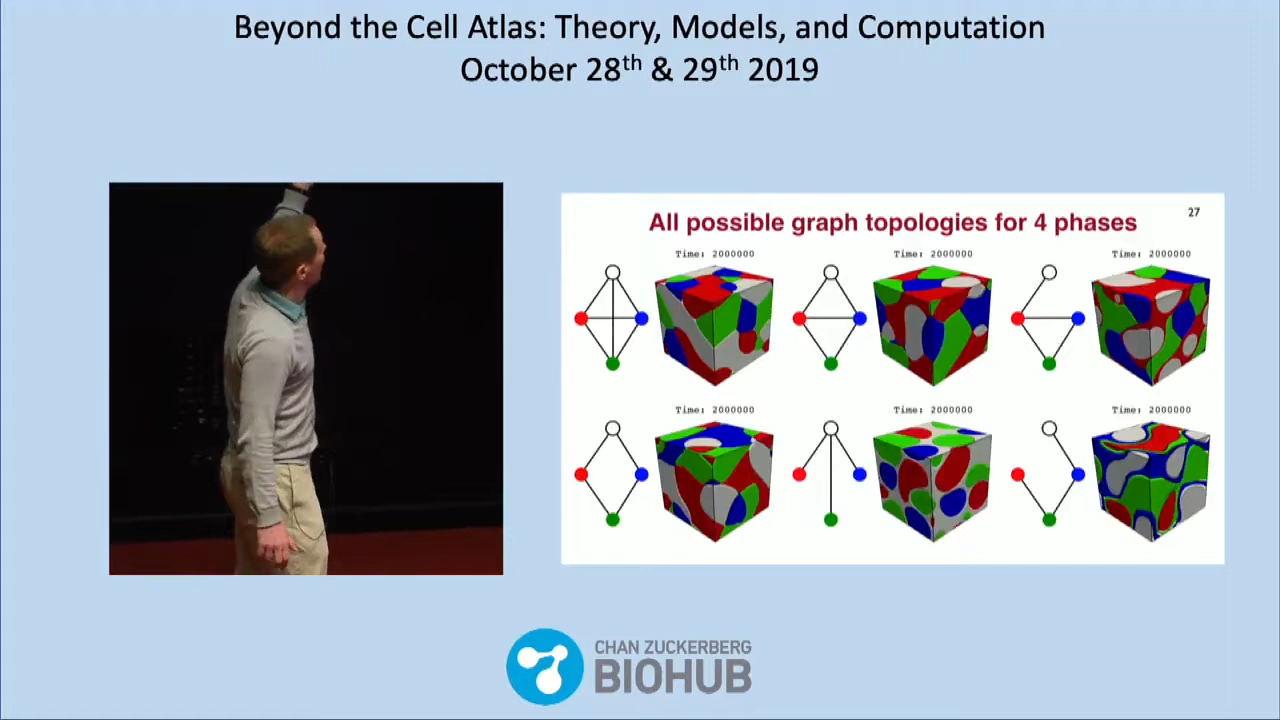 Beyond the Cell Atlas: Theory, Models, and Computation
October 28th & 29th 2019
All possible graph topologies for 4 phases
27
Time: 2000000
Time: 2000000
Time: 2000000
Time: 2000000
Time: 2000000
Time: 2000000
CHAN ZUCKERBERG
BIOHUB